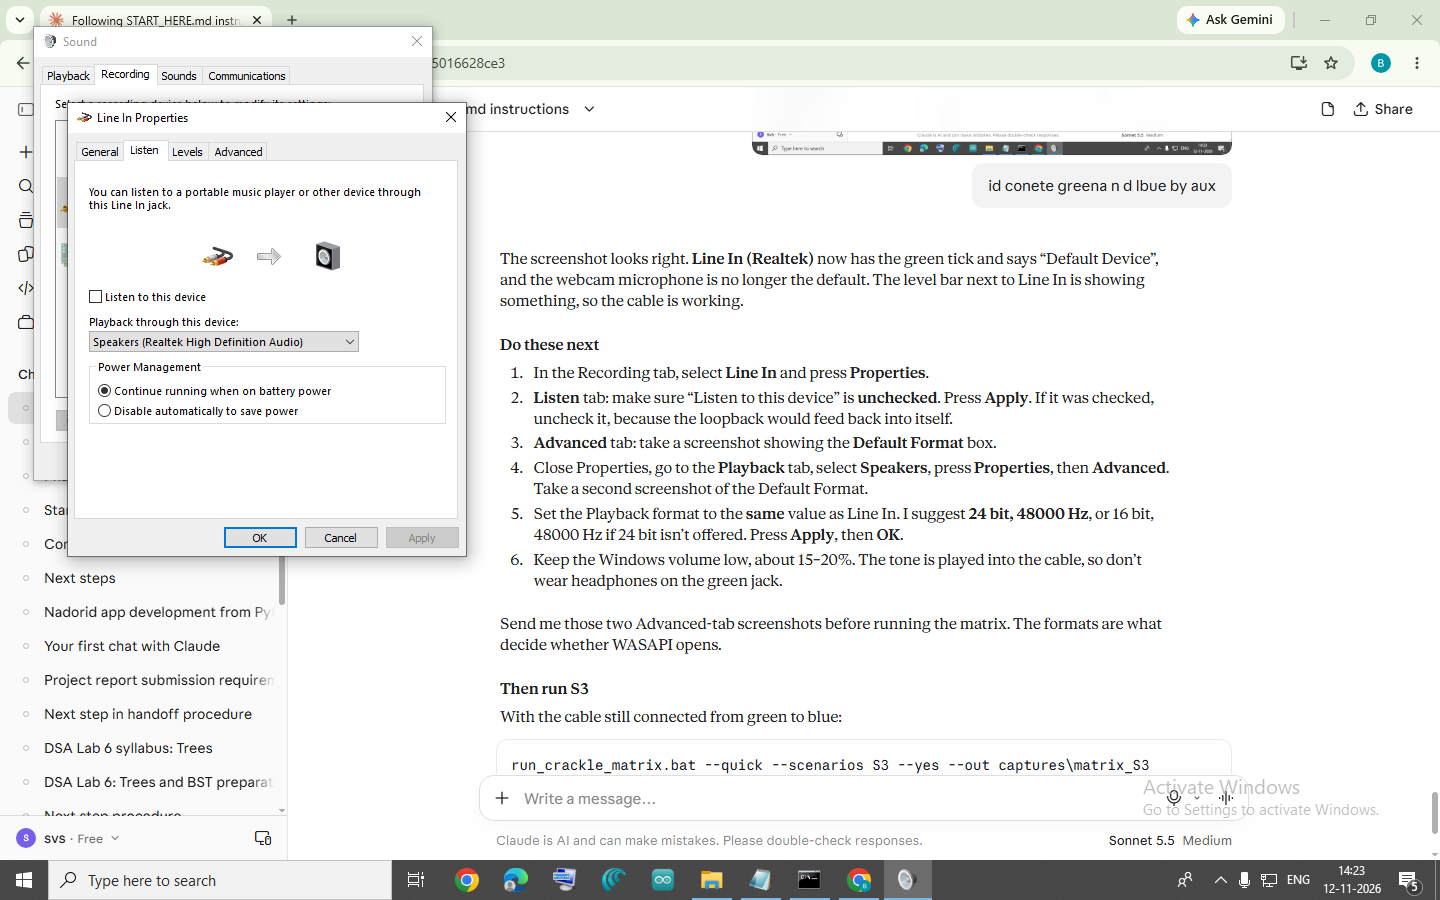 Following START_HERE.md instru
Ask Gemini
Sound
5016628ce3
B
Playback
Recording
Sounds
Communications
md instructions
Share
Line In Properties
General
Listen
Levels
Advanced
You can listen to a portable music player or other device through
this Line In jack.
Listen to this device
Playback through this device:
Speakers (Realtek High Definition Audio)
Power Management
Continue running when on battery power
Disable automatically to save power
OK
Cancel
Apply
id conete greena n d lbue by aux
The screenshot looks right. Line In (Realtek) now has the green tick and says “Default Device”,
and the webcam microphone is no longer the default. The level bar next to Line In is showing
something, so the cable is working.
Do these next
1. In the Recording tab, select Line In and press Properties.
2. Listen tab: make sure “Listen to this device” is unchecked. Press Apply. If it was checked,
uncheck it, because the loopback would feed back into itself.
3. Advanced tab: take a screenshot showing the Default Format box.
4. Close Properties, go to the Playback tab, select Speakers, press Properties, then Advanced.
Take a second screenshot of the Default Format.
5. Set the Playback format to the same value as Line In. I suggest 24 bit, 48000 Hz, or 16 bit,
48000 Hz if 24 bit isn’t offered. Press Apply, then OK.
6. Keep the Windows volume low, about 15–20%. The tone is played into the cable, so don’t
wear headphones on the green jack.
Send me those two Advanced-tab screenshots before running the matrix. The formats are what
decide whether WASAPI opens.
Then run S3
With the cable still connected from green to blue:
run_crackle_matrix.bat --quick --scenarios S3 --yes --out captures\matrix_S3
Write a message...
Claude is AI and can make mistakes. Please double-check responses.
Sonnet 5.5 Medium
Activate Windows
Go to Settings to activate Windows.
Ch
Star
Con
Next steps
Nadorid app development from Pyt
Your first chat with Claude
Project report submission requirem
Next step in handoff procedure
DSA Lab 6 syllabus: Trees
DSA Lab 6: Trees and BST preparat
Next step procedure
S
svs · Free
Type here to search
ENG
14:23
12-11-2026
5